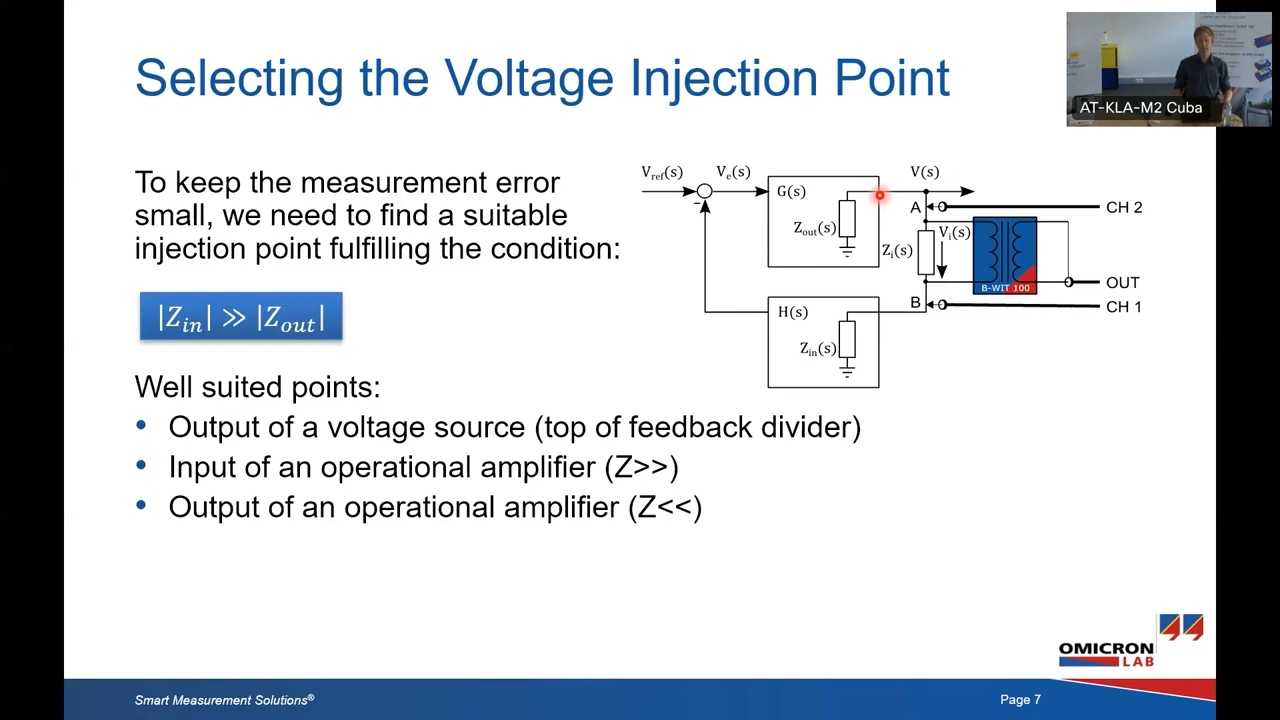 Selecting the Voltage Injection Point
AT-KLA-M2 Cuba
To keep the measurement error
small, we need to find a suitable
injection point fulfilling the condition:
|Z_in| ≫ |Z_out|
Well suited points:
• Output of a voltage source (top of feedback divider)
• Input of an operational amplifier (Z>>)
• Output of an operational amplifier (Z<<)
V_ref(s)
V_e(s)
V(s)
G(s)
Z_out(s)
A
CH 2
Z_i(s)
V_i(s)
B-WIT 100
OUT
B
CH 1
H(s)
Z_in(s)
OMICRON
LAB
Smart Measurement Solutions®
Page 7